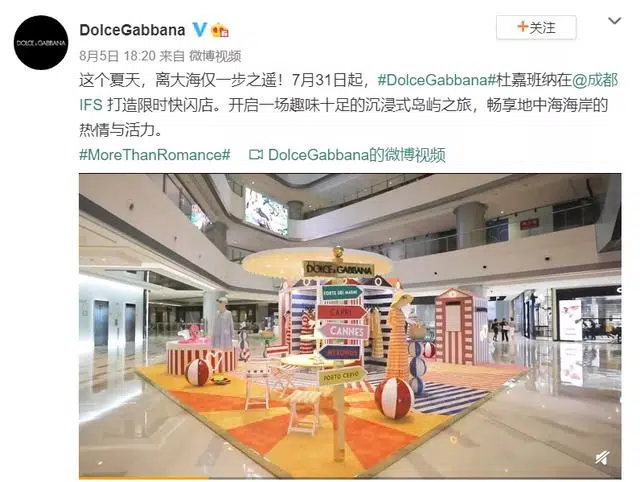 DOLCE & GABBANA
DolceGabbana
+关注
8月5日 18:20 来自 微博视频
这个夏天，离大海仅一步之遥！7月31日起，#DolceGabbana#杜嘉班纳在@成都
IFS 打造限时快闪店。开启一场趣味十足的沉浸式岛屿之旅，畅享地中海海岸的
热情与活力。
#MoreThanRomance# DolceGabbana的微博视频
DOLCE & GABBANA
FORTE DEI MARMI
CAPRI
CANNES
MYKONOS
PORTO CERVO